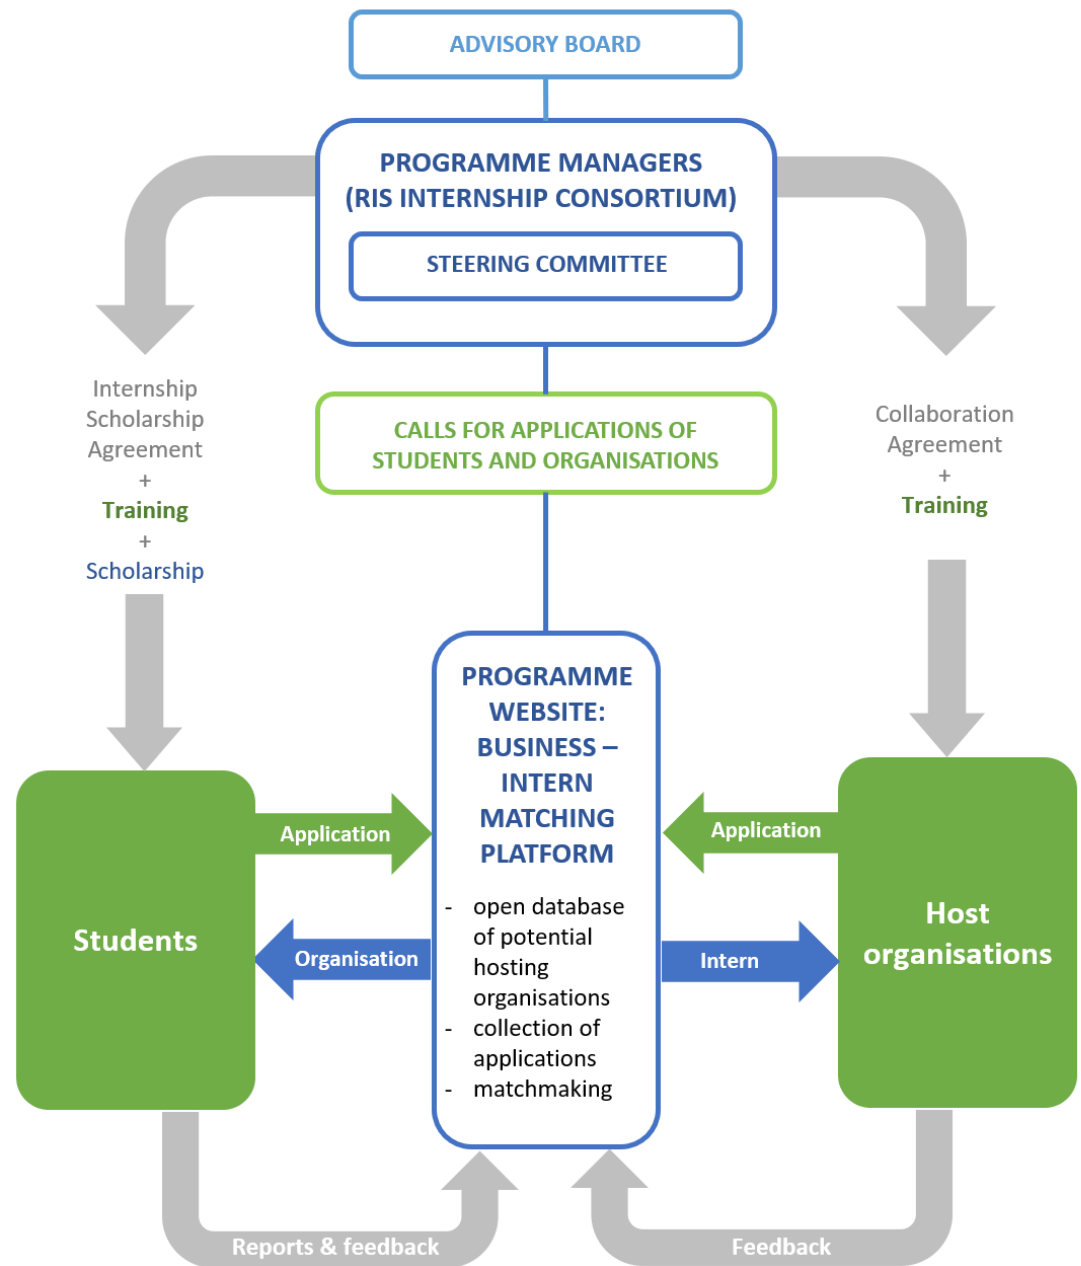 ADVISORY BOARD
PROGRAMME MANAGERS
(RIS INTERNSHIP CONSORTIUM)
STEERING COMMITTEE
CALLS FOR APPLICATIONS OF
STUDENTS AND ORGANISATIONS
Internship
Scholarship
Agreement
+
Training
+
Scholarship
Collaboration
Agreement
+
Training
PROGRAMME
WEBSITE:
BUSINESS –
INTERN
MATCHING
PLATFORM
- open database
of potential
hosting
organisations
- collection of
applications
- matchmaking
Students
Application
Organisation
Application
Intern
Host
organisations
Reports & feedback
Feedback